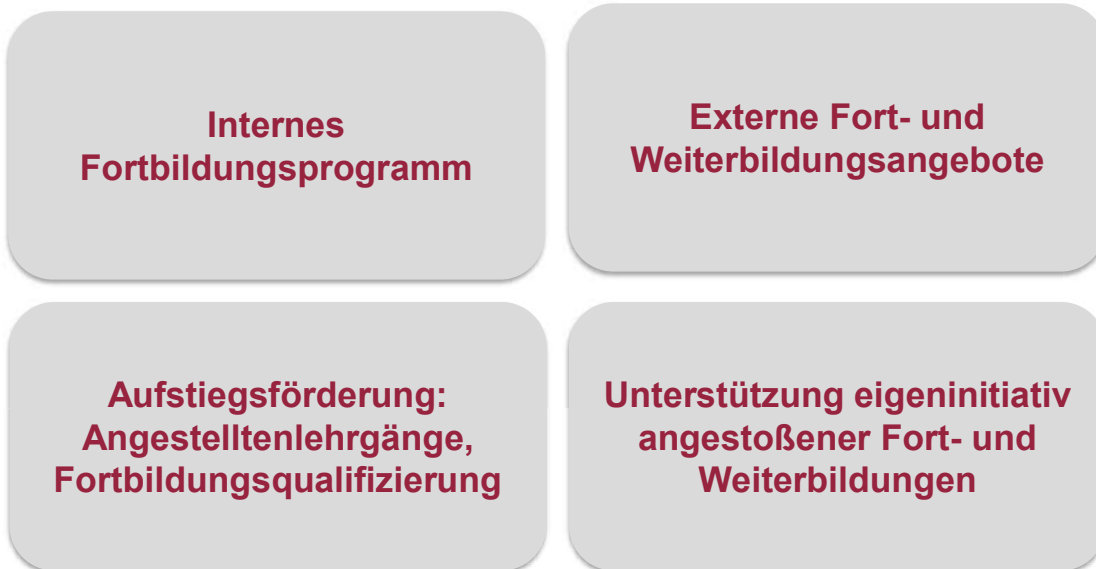 Internes
Fortbildungsprogramm
Externe Fort- und
Weiterbildungsangebote
Aufstiegsförderung:
Angestelltenlehrgänge,
Fortbildungsqualifizierung
Unterstützung eigeninitiativ
angestoßener Fort- und
Weiterbildungen